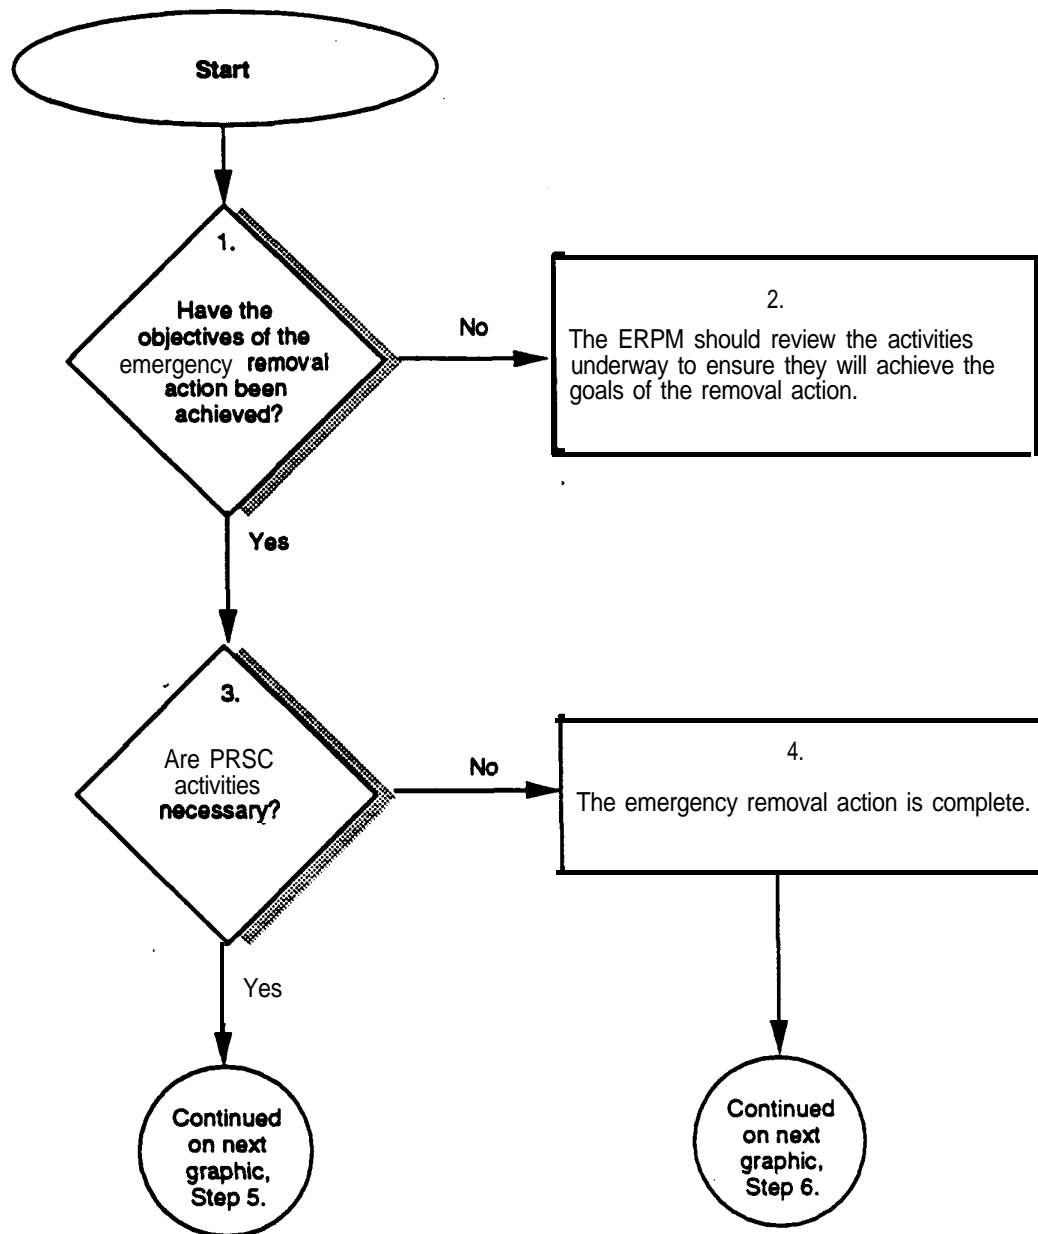 Start
1.
Have the
objectives of the
emergency removal
action been
achieved?
No
2.
The ERPM should review the activities
underway to ensure they will achieve the
goals of the removal action.
Yes
3.
Are PRSC
activities
necessary?
No
4.
The emergency removal action is complete.
Yes
Continued
on next
graphic,
Step 5.
Continued
on next
graphic,
Step 6.